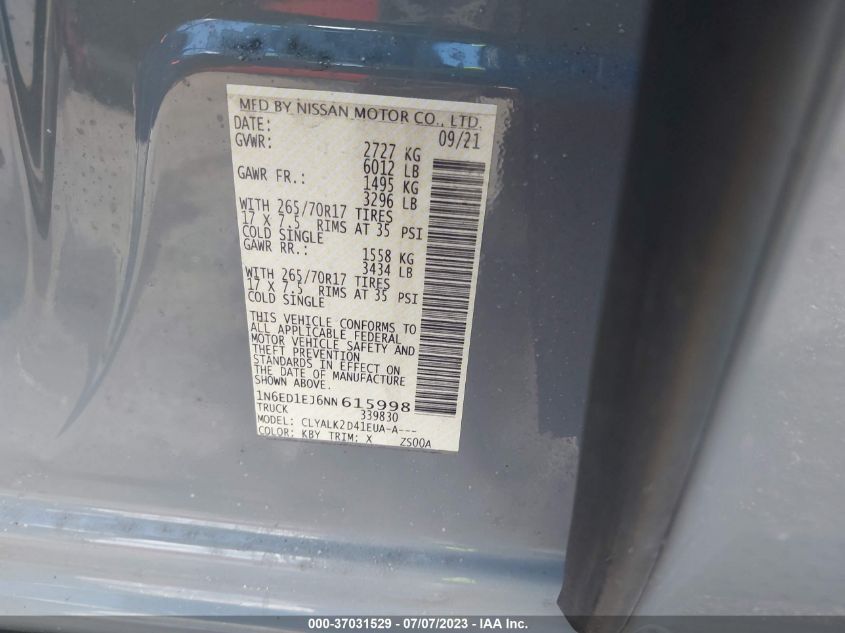 MFD BY NISSAN MOTOR CO., LTD.
DATE: 09/21
GVWR: 2727 KG
6012 LB
GAWR FR.: 1495 KG
3296 LB
WITH 265/70R17 TIRES
17 X 7.5 RIMS AT 35 PSI
COLD SINGLE
GAWR RR.: 1558 KG
3434 LB
WITH 265/70R17 TIRES
17 X 7.5 RIMS AT 35 PSI
COLD SINGLE
THIS VEHICLE CONFORMS TO
ALL APPLICABLE FEDERAL
MOTOR VEHICLE SAFETY AND
THEFT PREVENTION
STANDARDS IN EFFECT ON
THE DATE OF MANUFACTURE
SHOWN ABOVE.
1N6ED1EJ6NN615998
TRUCK 339830
MODEL: CLYALK2D41EUA-A---
COLOR: KBY TRIM: X ZS00A
000-37031529 - 07/07/2023 - IAA Inc.